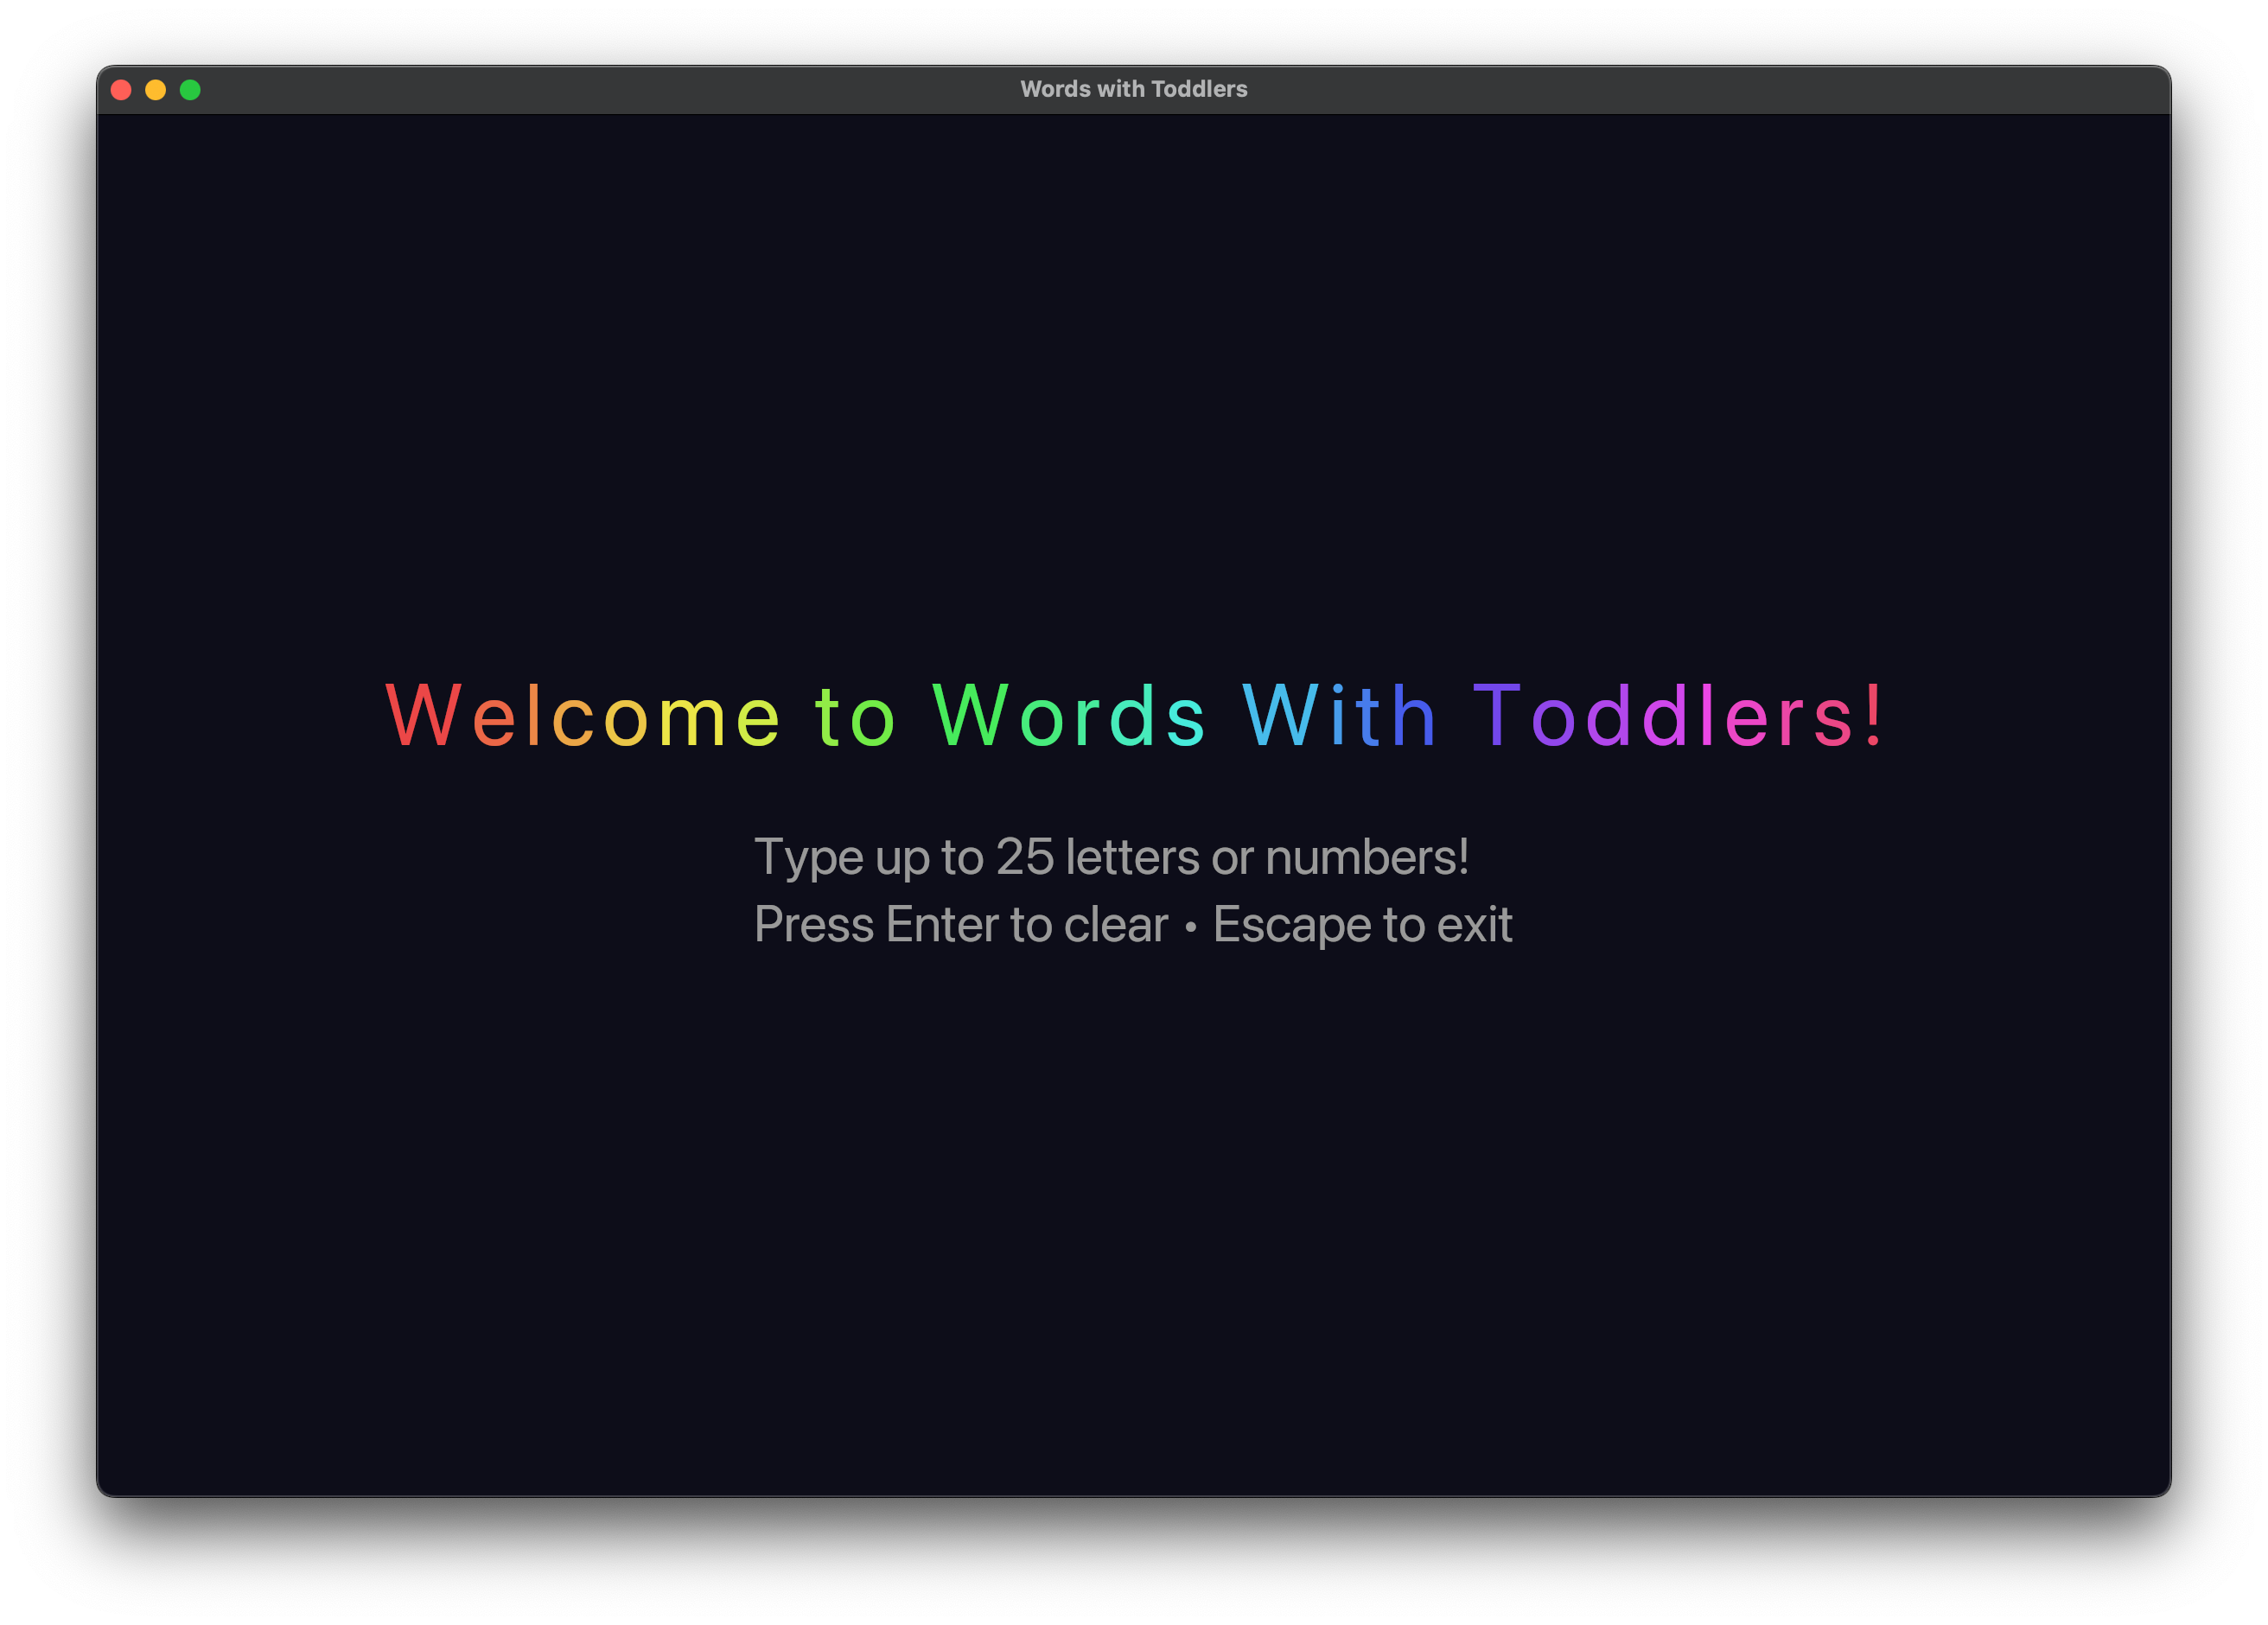 Words with Toddlers
Welcome to Words With Toddlers!
Type up to 25 letters or numbers!
Press Enter to clear • Escape to exit